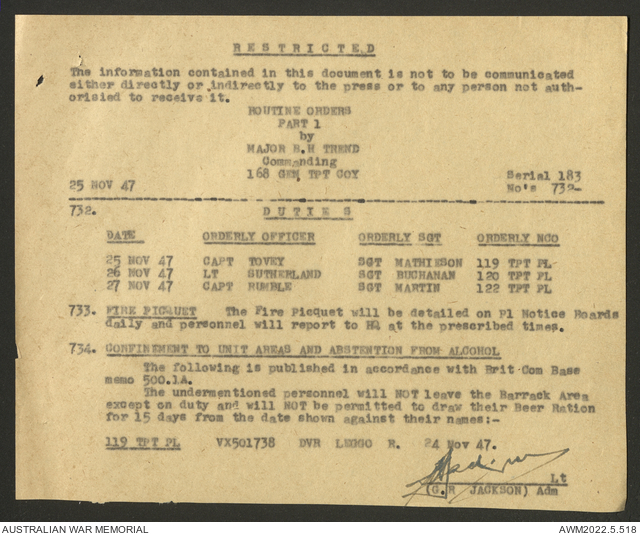 R E S T R I C T E D
The information contained in this document is not to be communicated
either directly or indirectly to the press or to any person not auth-
orisied to receive it.
ROUTINE ORDERS
PART 1
by
MAJOR B.H TREND
Commanding
168 GEN TPT COY Serial 183
25 NOV 47 No's 732-
732. D U T I E S
DATE ORDERLY OFFICER ORDERLY SGT ORDERLY NCO
25 NOV 47 CAPT TOVEY SGT MATHIESON 119 TPT PL
26 NOV 47 LT SUTHERLAND SGT BUCHANAN 120 TPT PL
27 NOV 47 CAPT RUMBLE SGT MARTIN 122 TPT PL
733. FIRE PICQUET The Fire Picquet will be detailed on Pl Notice Boards
daily and personnel will report to HQ at the prescribed times.
734. CONFINEMENT TO UNIT AREAS AND ABSTENTION FROM ALCOHOL
The following is published in accordance with Brit-Com Base
memo 500.1A.
The undermentioned personnel will NOT leave the Barrack Area
except on duty and will NOT be permitted to draw their Beer Ration
for 15 days from the date shown against their names:-
119 TPT PL VX501738 DVR LEGGO R. 24 Nov 47.
Lt
(G.R JACKSON) Adm
AUSTRALIAN WAR MEMORIAL AWM2022.5.518